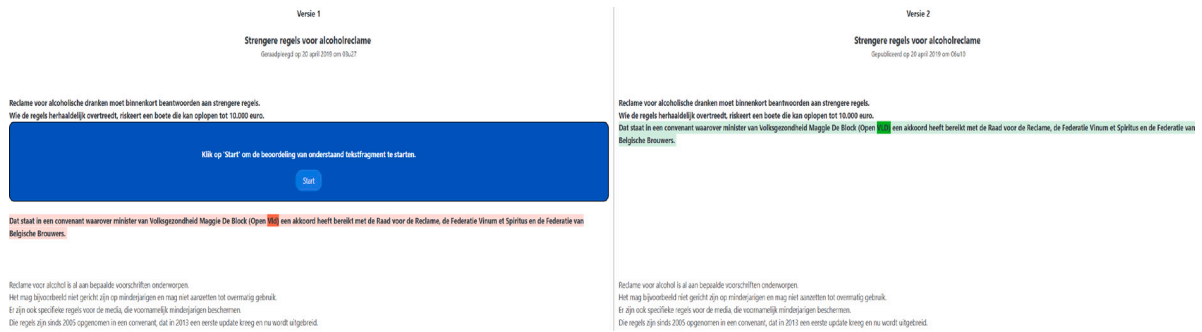 Versie 1
Strengere regels voor alcoholreclame
Geraadpleegd op 20 april 2019 om 08u27
Reclame voor alcoholische dranken moet binnenkort beantwoorden aan strengere regels.
Wie de regels herhaaldelijk overtreedt, riskeert een boete die kan oplopen tot 10.000 euro.
Klik op 'Start' om de beoordeling van onderstaand tekstfragment te starten.
Start
Dat staat in een convenant waarover minister van Volksgezondheid Maggie De Block (Open Vld) een akkoord heeft bereikt met de Raad voor de Reclame, de Federatie Vinum et Spiritus en de Federatie van
Belgische Brouwers.
Reclame voor alcohol is al aan bepaalde voorschriften onderworpen.
Het mag bijvoorbeeld niet gericht zijn op minderjarigen en mag niet aanzetten tot overmatig gebruik.
Er zijn ook specifieke regels voor de media, die voornamelijk minderjarigen beschermen.
Die regels zijn sinds 2005 opgenomen in een convenant, dat in 2013 een eerste update kreeg en nu wordt uitgebreid.
Versie 2
Strengere regels voor alcoholreclame
Gepubliceerd op 20 april 2019 om 06u10
Reclame voor alcoholische dranken moet binnenkort beantwoorden aan strengere regels.
Wie de regels herhaaldelijk overtreedt, riskeert een boete die kan oplopen tot 10.000 euro.
Dat staat in een convenant waarover minister van Volksgezondheid Maggie De Block (Open VLD) een akkoord heeft bereikt met de Raad voor de Reclame, de Federatie Vinum et Spiritus en de Federatie van
Belgische Brouwers.
Reclame voor alcohol is al aan bepaalde voorschriften onderworpen.
Het mag bijvoorbeeld niet gericht zijn op minderjarigen en mag niet aanzetten tot overmatig gebruik.
Er zijn ook specifieke regels voor de media, die voornamelijk minderjarigen beschermen.
Die regels zijn sinds 2005 opgenomen in een convenant, dat in 2013 een eerste update kreeg en nu wordt uitgebreid.